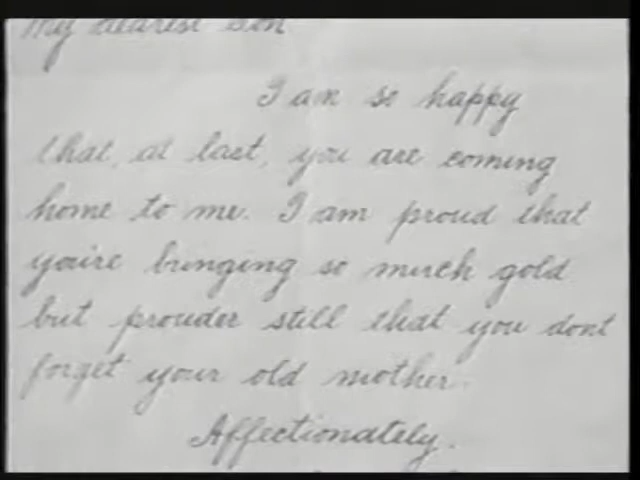 My dearest Son
I am so happy
that, at last, you are coming
home to me. I am proud that
you're bringing so much gold
but prouder still that you dont
forget your old mother.
Affectionately.